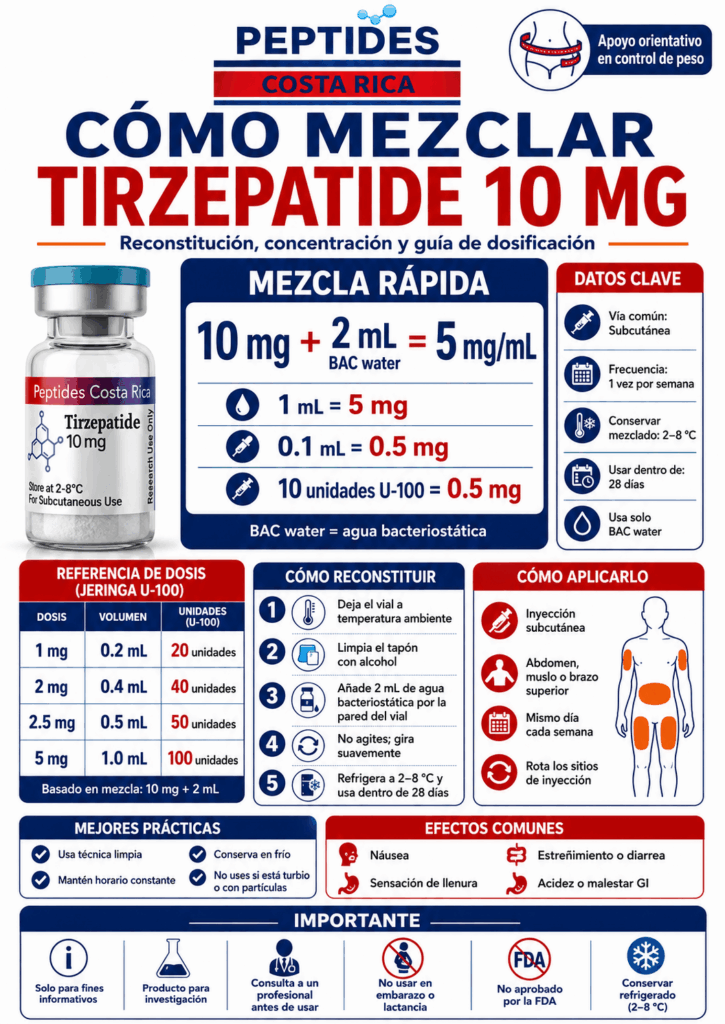 PEPTIDES
COSTA RICA
Apoyo orientativo
en control de peso
CÓMO MEZCLAR
TIRZEPATIDE 10 MG
Reconstitución, concentración y guía de dosificación
Peptides Costa Rica
Tirzepatide
10 mg
Research Use Only
Store at 2-8°C
For Subcutaneous Use
MEZCLA RÁPIDA
10 mg + 2 mL = 5 mg/mL
BAC water
1 mL = 5 mg
0.1 mL = 0.5 mg
10 unidades U-100 = 0.5 mg
BAC water = agua bacteriostática
DATOS CLAVE
Vía común:
Subcutánea
Frecuencia:
1 vez por semana
Conservar
mezclado: 2–8 °C
Usar dentro de:
28 días
Usa solo
BAC water
REFERENCIA DE DOSIS
(JERINGA U-100)
DOSIS VOLUMEN UNIDADES
(U-100)
1 mg 0.2 mL 20 unidades
2 mg 0.4 mL 40 unidades
2.5 mg 0.5 mL 50 unidades
5 mg 1.0 mL 100 unidades
Basado en mezcla: 10 mg + 2 mL
CÓMO RECONSTITUIR
1 Deja el vial a
temperatura ambiente
2 Limpia el tapón
con alcohol
3 Añade 2 mL de agua
bacteriostática por la
pared del vial
4 No agites; gira
suavemente
5 Refrigera a 2–8 °C y
usa dentro de 28 días
CÓMO APLICARLO
Inyección
subcutánea
Abdomen,
muslo o brazo
superior
Mismo día
cada semana
Rota los sitios
de inyección
MEJORES PRÁCTICAS
Usa técnica limpia
Conserva en frío
Mantén horario constante
No uses si está turbio
o con partículas
EFECTOS COMUNES
Náusea
Estreñimiento o diarrea
Sensación de llenura
Acidez o malestar GI
IMPORTANTE
i
Solo para fines
informativos
Producto para
investigación
Consulta a un
profesional
antes de usar
No usar en
embarazo o
lactancia
FDA
No aprobado
por la FDA
Conservar
refrigerado
(2–8 °C)